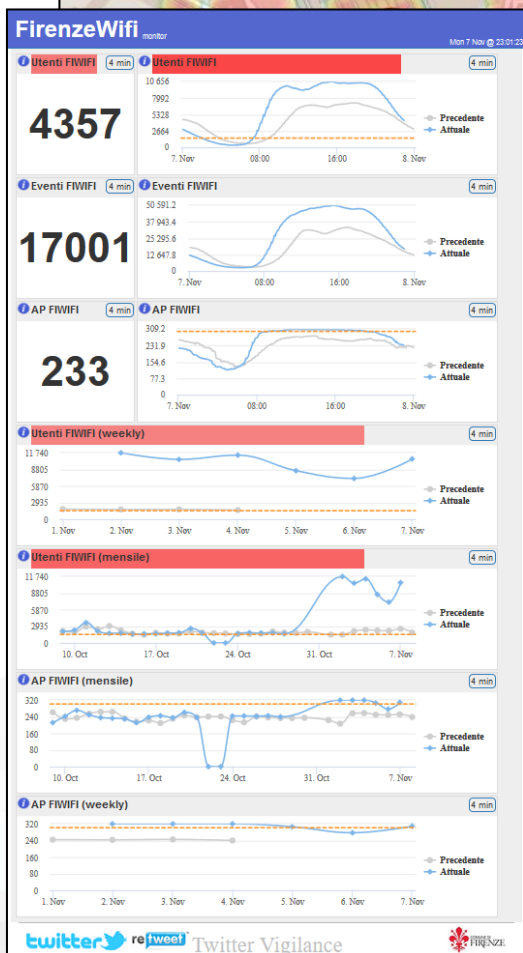 FirenzeWifi monitor
Mon 7 Nov @ 23:01:23
Utenti FIWIFI 4 min
4357
Utenti FIWIFI 4 min
10 656
7992
5328
2664
0
7. Nov 08:00 16:00 8. Nov
Precedente
Attuale
Eventi FIWIFI 4 min
17001
Eventi FIWIFI 4 min
50 591.2
37 943.4
25 295.6
12 647.8
0
7. Nov 08:00 16:00 8. Nov
Precedente
Attuale
AP FIWIFI 4 min
233
AP FIWIFI 4 min
309.2
231.9
154.6
77.3
0
7. Nov 08:00 16:00 8. Nov
Precedente
Attuale
Utenti FIWIFI (weekly) 4 min
11 740
8805
5870
2935
0
1. Nov 2. Nov 3. Nov 4. Nov 5. Nov 6. Nov 7. Nov
Precedente
Attuale
Utenti FIWIFI (mensile) 4 min
11 740
8805
5870
2935
0
10. Oct 17. Oct 24. Oct 31. Oct 7. Nov
Precedente
Attuale
AP FIWIFI (mensile) 4 min
320
240
160
80
0
10. Oct 17. Oct 24. Oct 31. Oct 7. Nov
Precedente
Attuale
AP FIWIFI (weekly) 4 min
320
240
160
80
0
1. Nov 2. Nov 3. Nov 4. Nov 5. Nov 6. Nov 7. Nov
Precedente
Attuale
twitter retweet Twitter Vigilance
COMUNE DI
FIRENZE